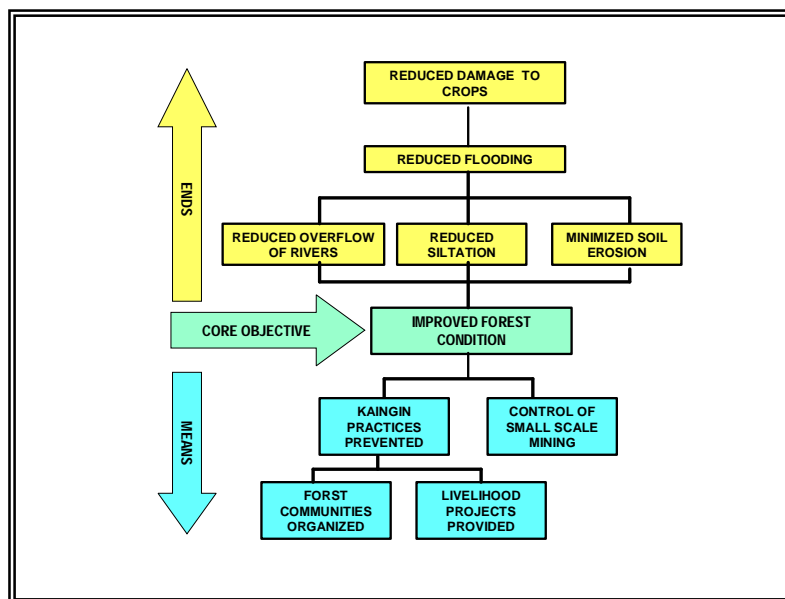 REDUCED DAMAGE TO
CROPS
REDUCED FLOODING
ENDS
REDUCED OVERFLOW
OF RIVERS
REDUCED
SILTATION
MINIMIZED SOIL
EROSION
CORE OBJECTIVE
IMPROVED FOREST
CONDITION
MEANS
KAINGIN
PRACTICES
PREVENTED
CONTROL OF
SMALL SCALE
MINING
FORST
COMMUNITIES
ORGANIZED
LIVELIHOOD
PROJECTS
PROVIDED